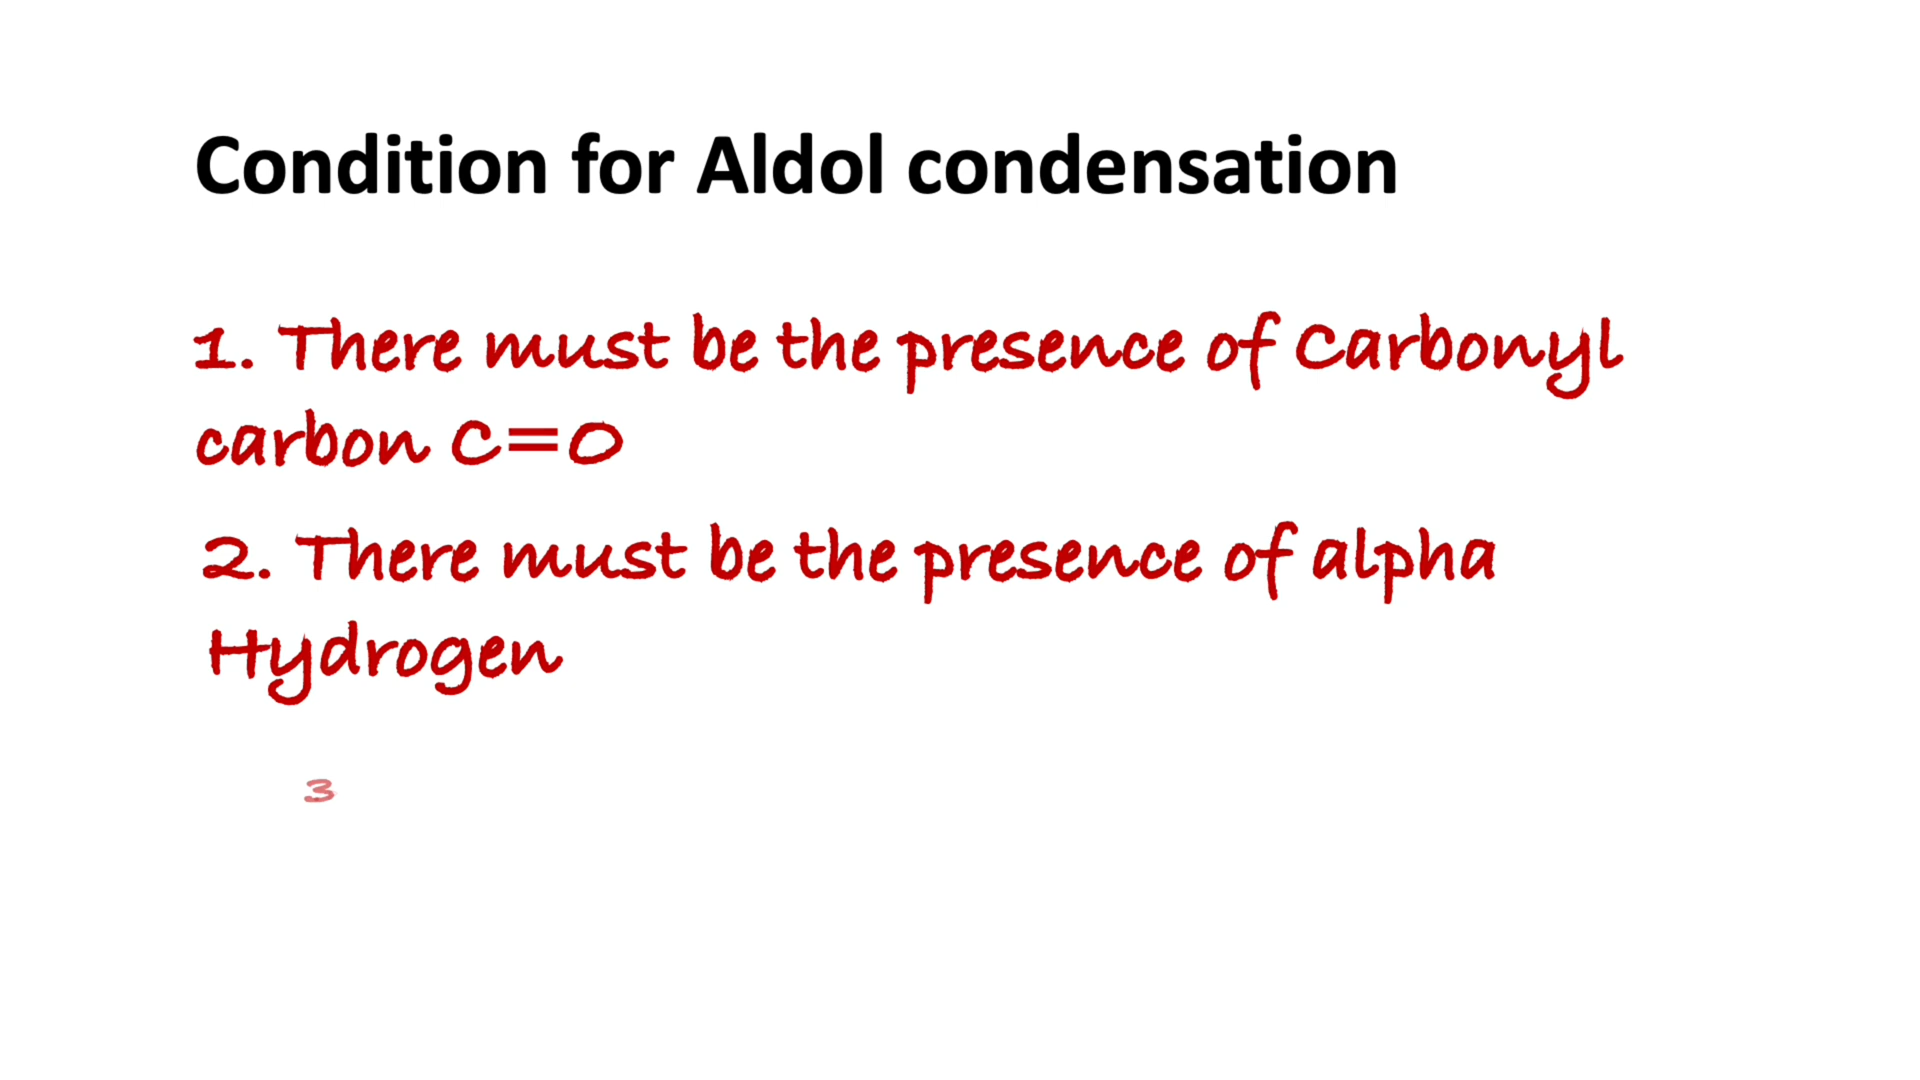 Condition for Aldol condensation
1. There must be the presence of Carbonyl
carbon C=O
2. There must be the presence of alpha
Hydrogen
3